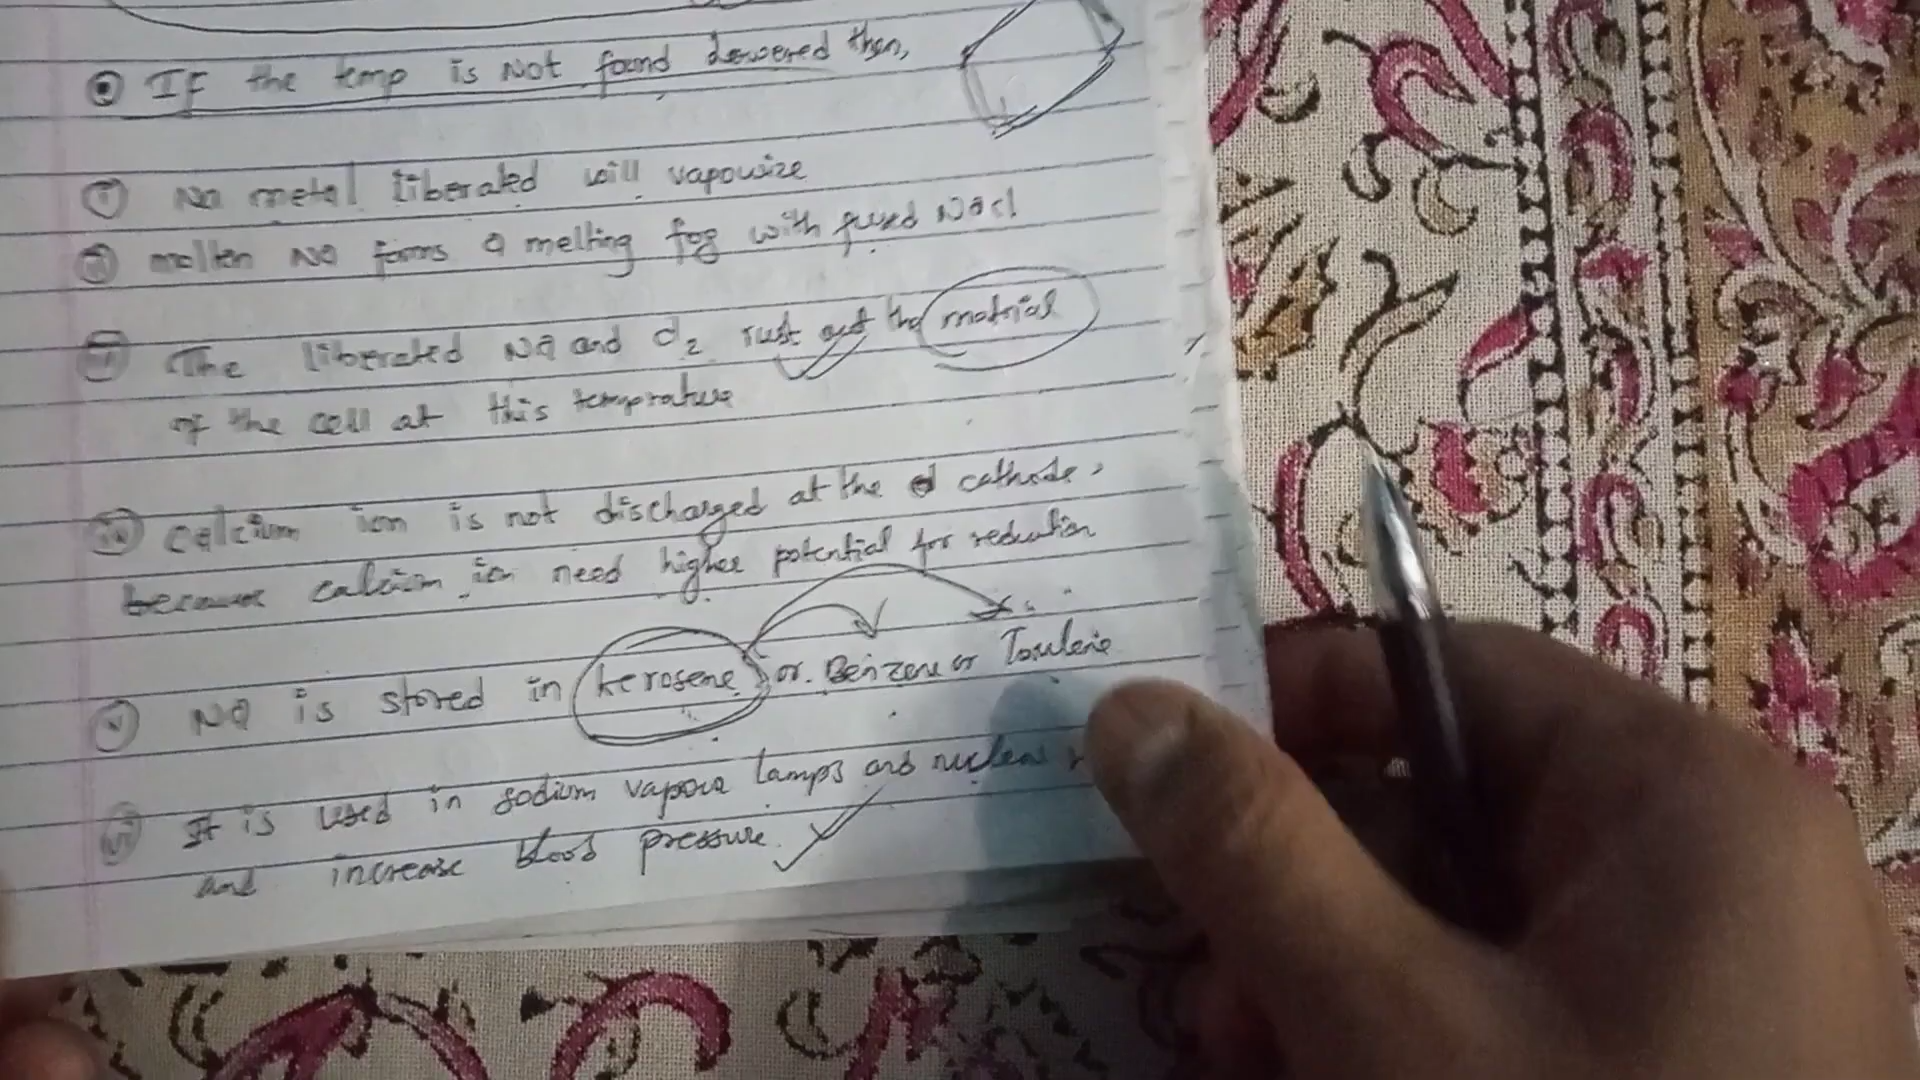 IF the temp is Not found Lowered then,
i Na metal liberated will vapourize
ii molten Na forms a melting fog with fused Nacl
iii The liberated Na and Cl2 rust out the matrial
of the cell at this temprature
iv calcium ion is not discharged at the cathode,
because calcium ion need higher potential for reduction
v Na is stored in kerosene or Benzene or Toulene
vi It is used in sodium vapour lamps and nuclear
and increase blood pressure.